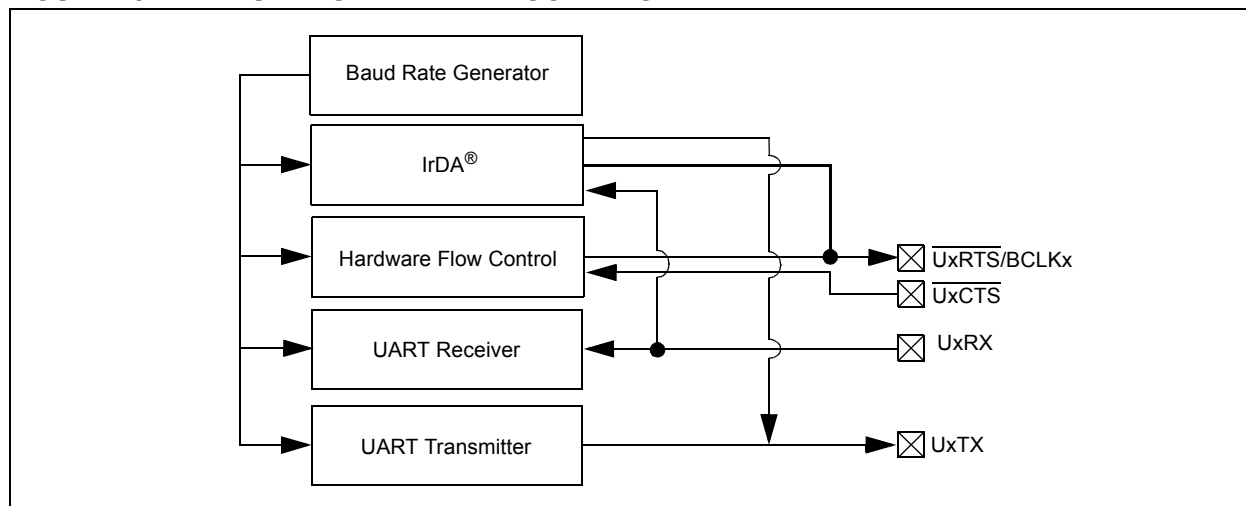 Baud Rate Generator
IrDA®
Hardware Flow Control
UxRTS/BCLKx
UxCTS
UART Receiver
UxRX
UART Transmitter
UxTX